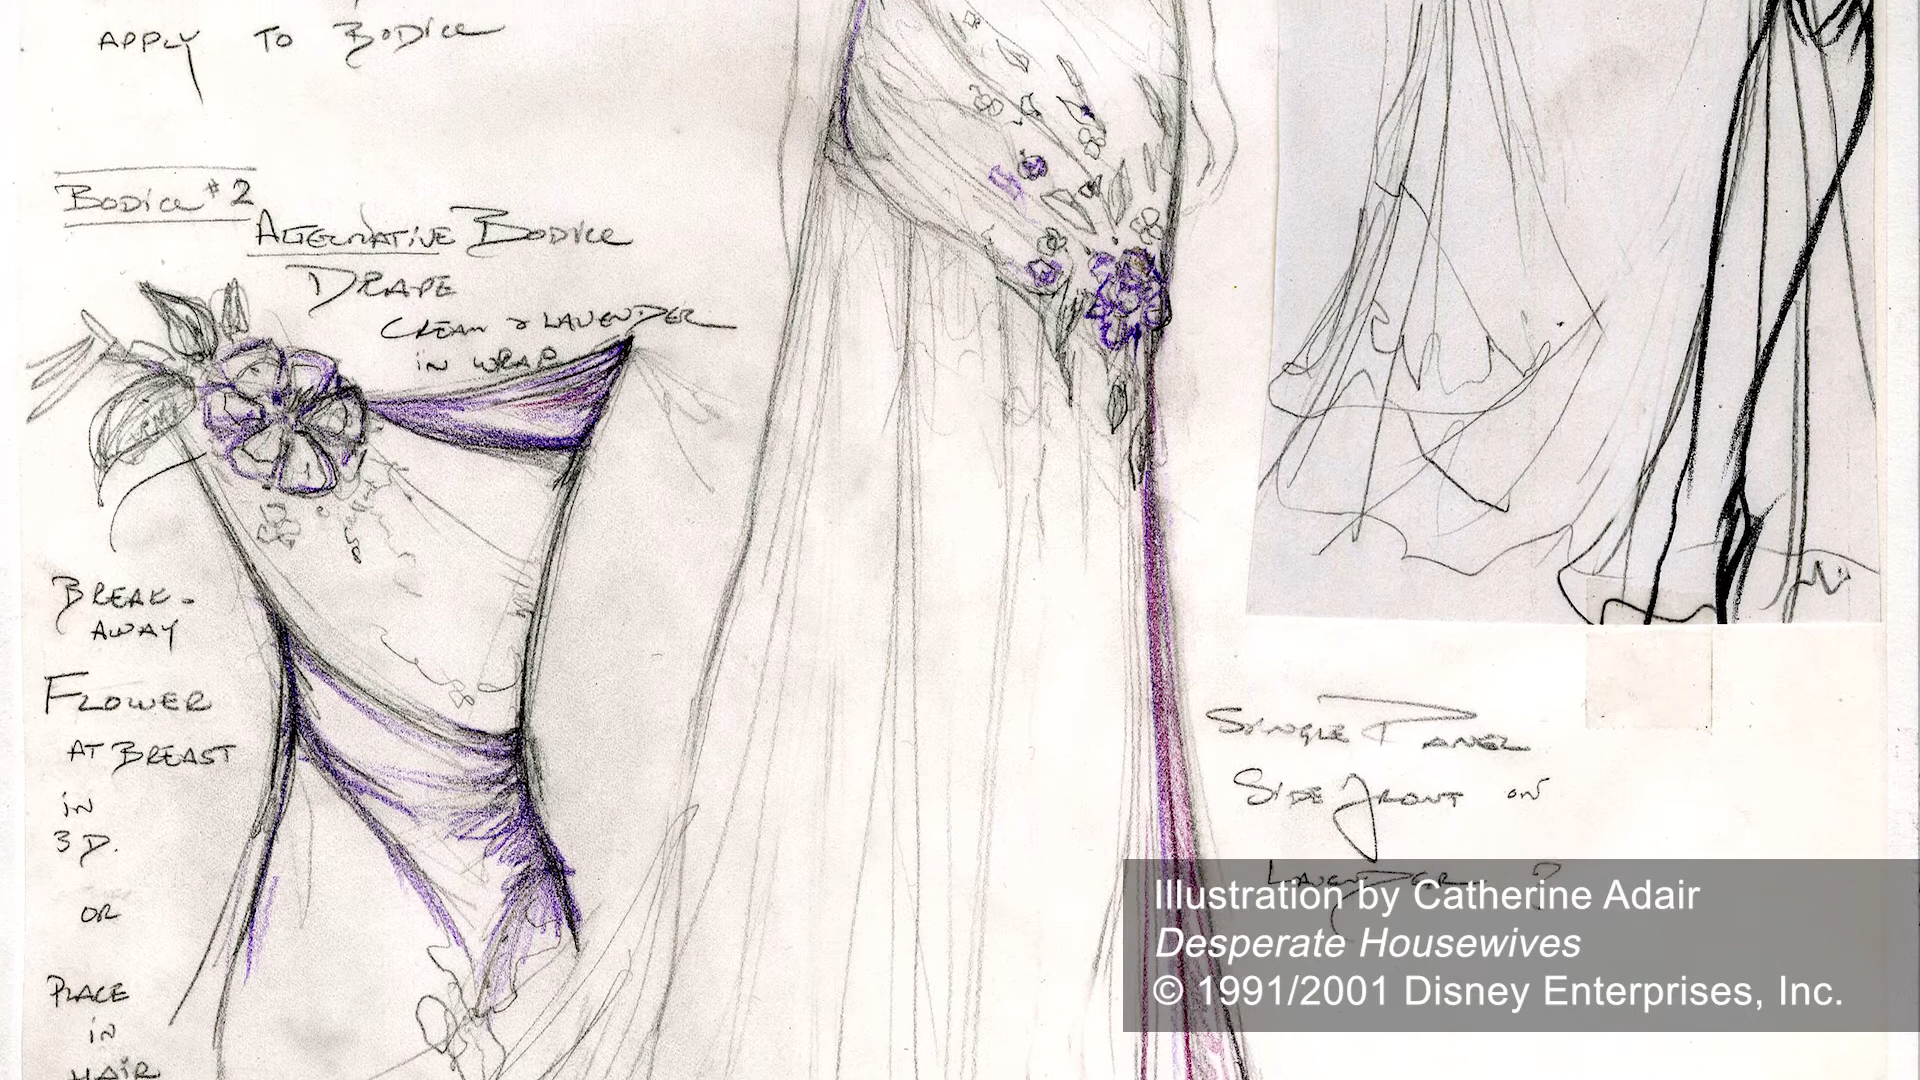 APPLY TO BODICE
BODICE #2
ALTERNATIVE BODICE
DRAPE
CREAM & LAVENDER
IN WRAP
BREAK-
AWAY
FLOWER
AT BREAST
IN
3D.
OR
PLACE
IN
HAIR
SINGLE PANEL
SIDE FRONT ON
LAVENDER ?
Illustration by Catherine Adair
Desperate Housewives
© 1991/2001 Disney Enterprises, Inc.